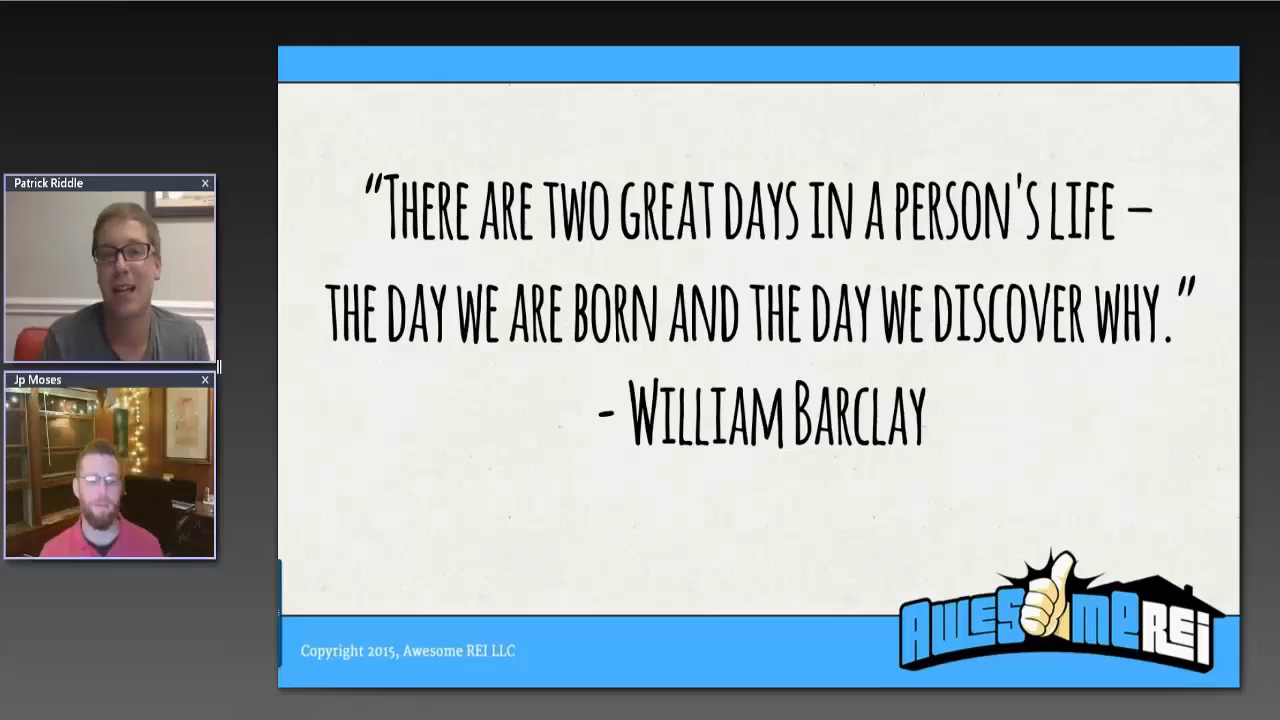 Patrick Riddle
Jp Moses
“There are two great days in a person's life –
the day we are born and the day we discover why.”
- William Barclay
AWESOMEREI
Copyright 2015, Awesome REI LLC